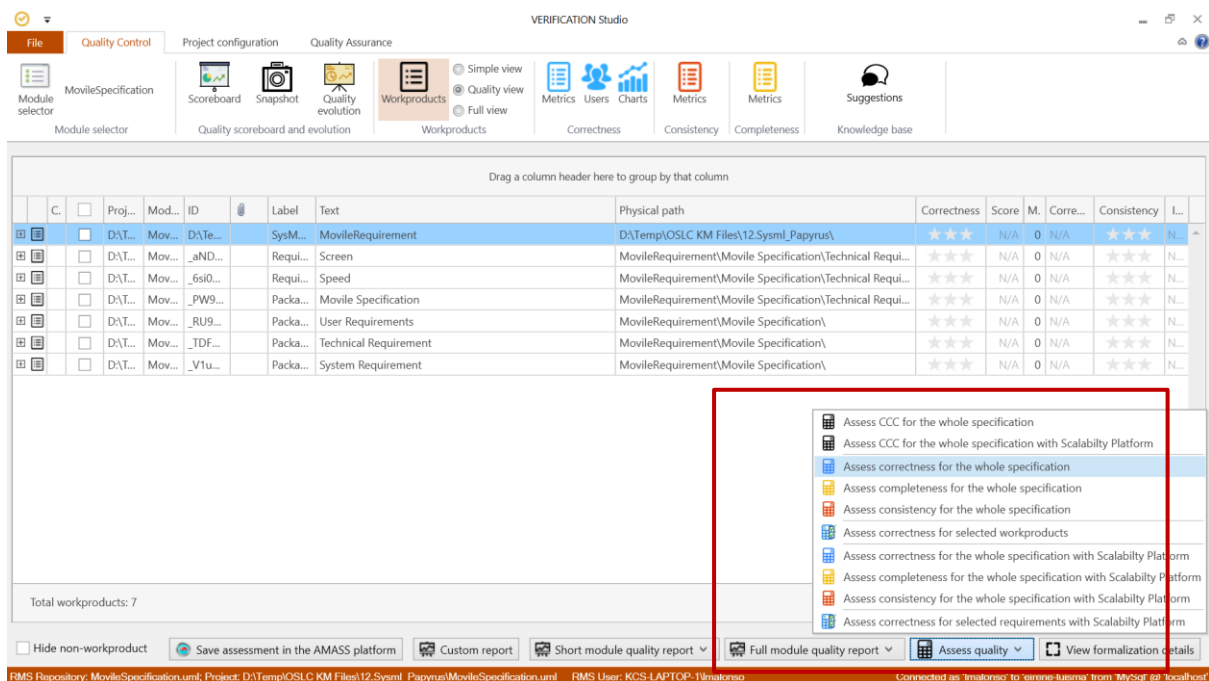 VERIFICATION Studio
File Quality Control Project configuration Quality Assurance
Module selector MovileSpecification Scoreboard Snapshot Quality evolution Workproducts Simple view Quality view Full view Metrics Users Charts Metrics Metrics Suggestions
Module selector Quality scoreboard and evolution Workproducts Correctness Consistency Completeness Knowledge base
Drag a column header here to group by that column
C. Proj... Mod... ID Label Text Physical path Correctness Score M. Corre... Consistency I...
D:\T... Mov... D:\Te... SysM... MovileRequirement D:\Temp\OSLC KM Files\12.Sysml_Papyrus\ N/A 0 N/A N...
D:\T... Mov... _aND... Requi... Screen MovileRequirement\Movile Specification\Technical Requi... N/A 0 N/A N...
D:\T... Mov... _6si0... Requi... Speed MovileRequirement\Movile Specification\Technical Requi... N/A 0 N/A N...
D:\T... Mov... _PW9... Packa... Movile Specification MovileRequirement\Movile Specification\Technical Requi... N/A 0 N/A N...
D:\T... Mov... _RU9... Packa... User Requirements MovileRequirement\Movile Specification\ N/A 0 N/A N...
D:\T... Mov... _TDF... Packa... Technical Requirement MovileRequirement\Movile Specification\ N/A 0 N/A N...
D:\T... Mov... _V1u... Packa... System Requirement MovileRequirement\Movile Specification\ N/A 0 N/A N...
Assess CCC for the whole specification
Assess CCC for the whole specification with Scalabilty Platform
Assess correctness for the whole specification
Assess completeness for the whole specification
Assess consistency for the whole specification
Assess correctness for selected workproducts
Assess correctness for the whole specification with Scalabilty Platform
Assess completeness for the whole specification with Scalabilty Platform
Assess consistency for the whole specification with Scalabilty Platform
Assess correctness for selected requirements with Scalabilty Platform
Total workproducts: 7
Hide non-workproduct Save assessment in the AMASS platform Custom report Short module quality report Full module quality report Assess quality View formalization details
RMS Repository: MovileSpecification.uml; Project: D:\Temp\OSLC KM Files\12.Sysml_Papyrus\MovileSpecification.uml RMS User: KCS-LAPTOP-1\lmalonso Connected as 'lmalonso' to 'eirene-luisma' from 'MySql' @ 'localhost'